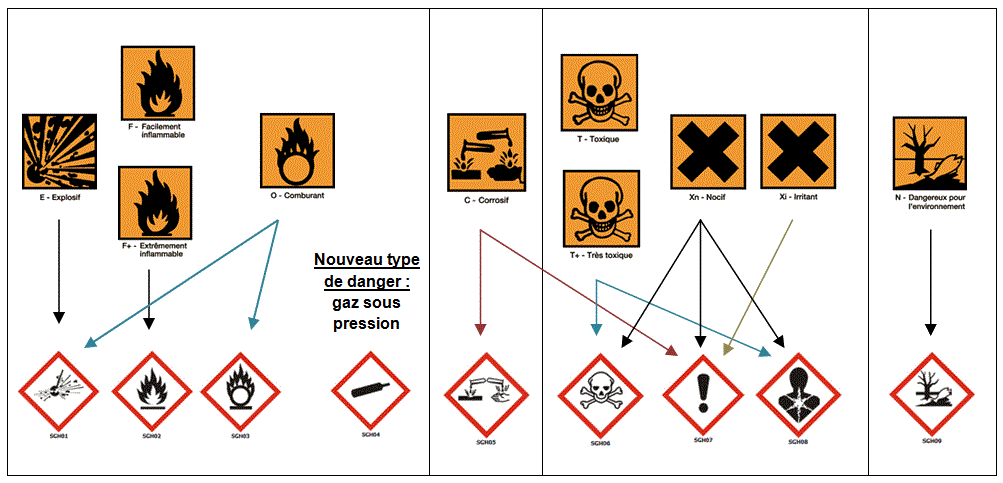 F - Facilement
inflammable
E - Explosif
F+ - Extrêmement
inflammable
O - Comburant
Nouveau type
de danger :
gaz sous
pression
C - Corrosif
T - Toxique
T+ - Très toxique
Xn - Nocif
Xi - Irritant
N - Dangereux pour
l'environnement
SGH01
SGH02
SGH03
SGH04
SGH05
SGH06
SGH07
SGH08
SGH09